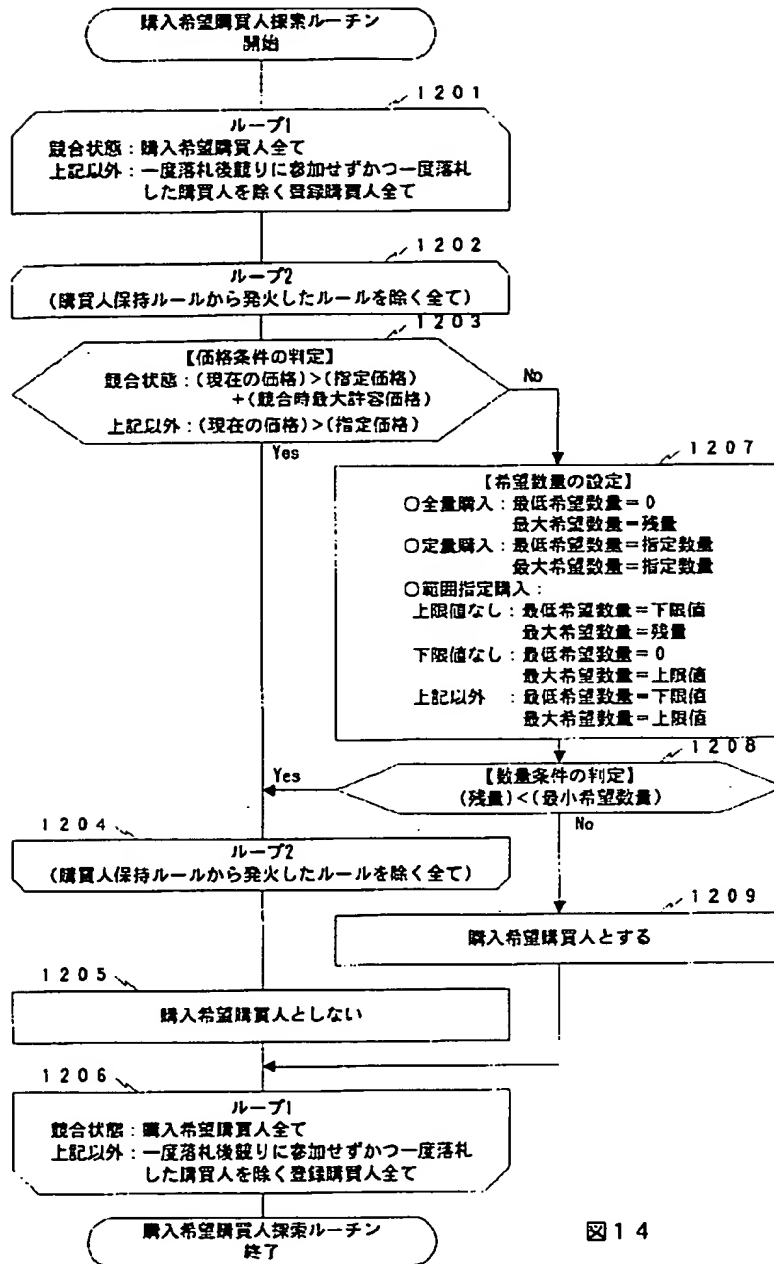 購入希望購買人探索ルーチン
開始
1201
ループ1
競合状態：購入希望購買人全て
上記以外：一度落札後競りに参加せずかつ一度落札
した購買人を除く登録購買人全て
1202
ループ2
(購買人保持ルールから発火したルールを除く全て)
1203
【価格条件の判定】
競合状態：(現在の価格)>(指定価格)
+(競合時最大許容価格)
上記以外：(現在の価格)>(指定価格)
No
Yes
1207
【希望数量の設定】
○全量購入：最低希望数量=0
最大希望数量=残量
○定量購入：最低希望数量=指定数量
最大希望数量=指定数量
○範囲指定購入：
上限値なし：最低希望数量=下限値
最大希望数量=残量
下限値なし：最低希望数量=0
最大希望数量=上限値
上記以外　：最低希望数量=下限値
最大希望数量=上限値
1208
【数量条件の判定】
(残量)<(最小希望数量)
Yes
No
1204
ループ2
(購買人保持ルールから発火したルールを除く全て)
1209
購入希望購買人とする
1205
購入希望購買人としない
1206
ループ1
競合状態：購入希望購買人全て
上記以外：一度落札後競りに参加せずかつ一度落札
した購買人を除く登録購買人全て
購入希望購買人探索ルーチン
終了
図14